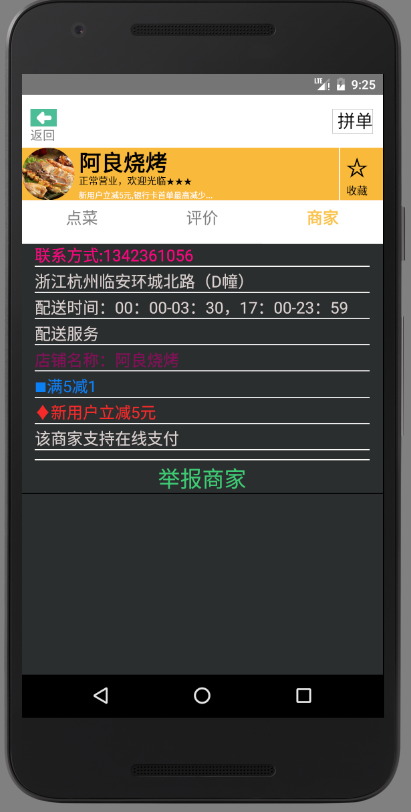 LTE 9:25
返回
拼单
阿良烧烤
正常营业，欢迎光临★★★
新用户立减5元,银行卡首单最高减少...
☆
收藏
点菜 评价 商家
联系方式:1342361056
浙江杭州临安环城北路（D幢）
配送时间：00：00-03：30，17：00-23：59
配送服务
店铺名称：阿良烧烤
■满5减1
♦新用户立减5元
该商家支持在线支付
举报商家